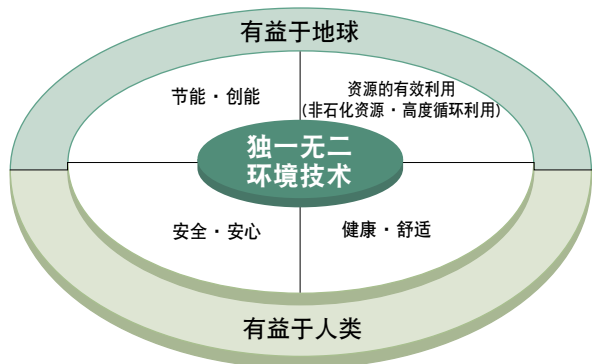 有益于地球
节能・创能
资源的有效利用
(非石化资源・高度循环利用)
独一无二
环境技术
安全・安心
健康・舒适
有益于人类